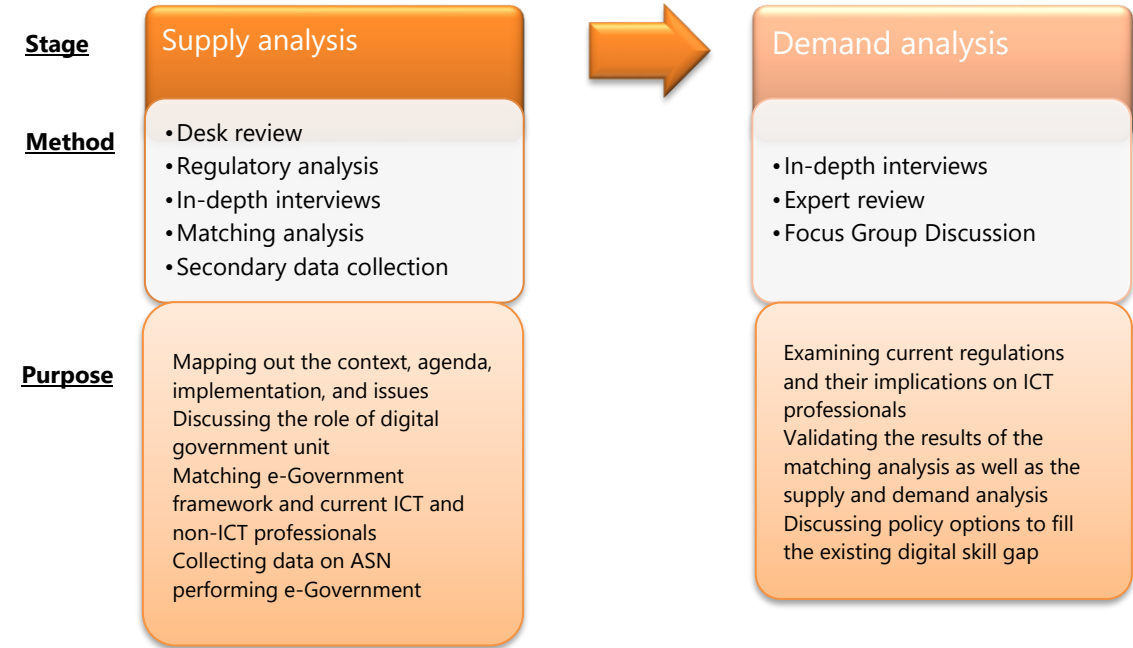 Stage
Supply analysis
Demand analysis
Method
•Desk review
•Regulatory analysis
•In-depth interviews
•Matching analysis
•Secondary data collection
•In-depth interviews
•Expert review
•Focus Group Discussion
Purpose
Mapping out the context, agenda,
implementation, and issues
Discussing the role of digital
government unit
Matching e-Government
framework and current ICT and
non-ICT professionals
Collecting data on ASN
performing e-Government
Examining current regulations
and their implications on ICT
professionals
Validating the results of the
matching analysis as well as the
supply and demand analysis
Discussing policy options to fill
the existing digital skill gap